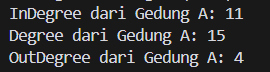 InDegree dari Gedung A: 11
Degree dari Gedung A: 15
OutDegree dari Gedung A: 4